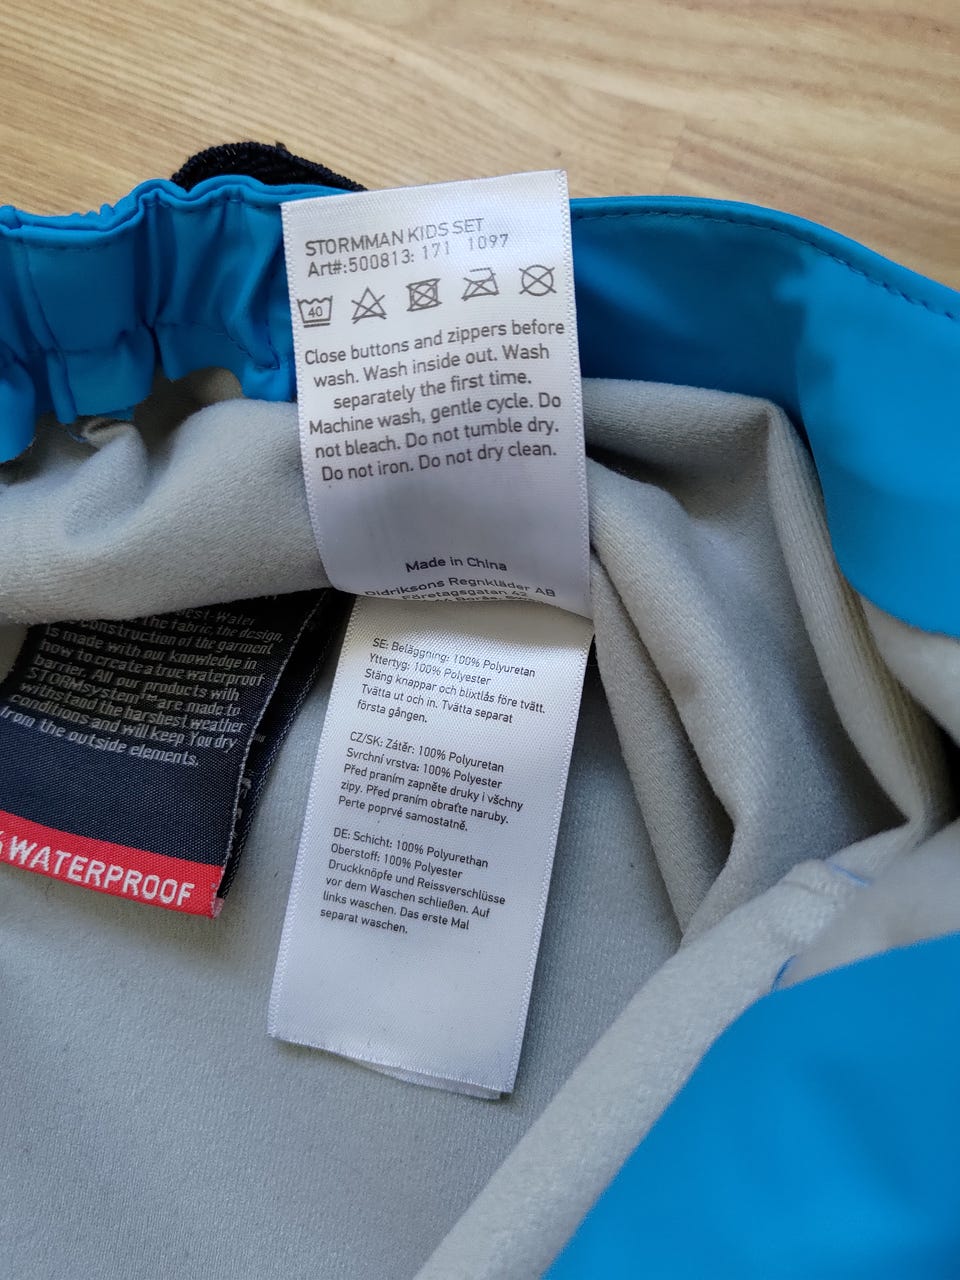 STORMMAN KIDS SET
Art#:500813: 171 1097
40
Close buttons and zippers before
wash. Wash inside out. Wash
separately the first time.
Machine wash, gentle cycle. Do
not bleach. Do not tumble dry.
Do not iron. Do not dry clean.
Made in China
Didriksons Regnkläder AB
Företagsgatan 42
Borås,
SE: Beläggning: 100% Polyuretan
Yttertyg: 100% Polyester
Stäng knappar och blixtlås före tvätt.
Tvätta ut och in. Tvätta separat
första gången.
CZ/SK: Zátěr: 100% Polyuretan
Svrchní vrstva: 100% Polyester
Před praním zapněte druky i všchny
zipy. Před praním obraťte naruby.
Perte poprvé samostatně.
DE: Schicht: 100% Polyurethan
Oberstoff: 100% Polyester
Druckknöpfe und Reissverschlüsse
vor dem Waschen schließen. Auf
links waschen. Das erste Mal
separat waschen.
Water
the fabric, the design,
construction of the garment
is made with our knowledge in
how to create a true waterproof
barrier. All our products with
STORMsystem™ are made to
withstand the harshest weather
conditions and will keep You dry
from the outside elements.
% WATERPROOF